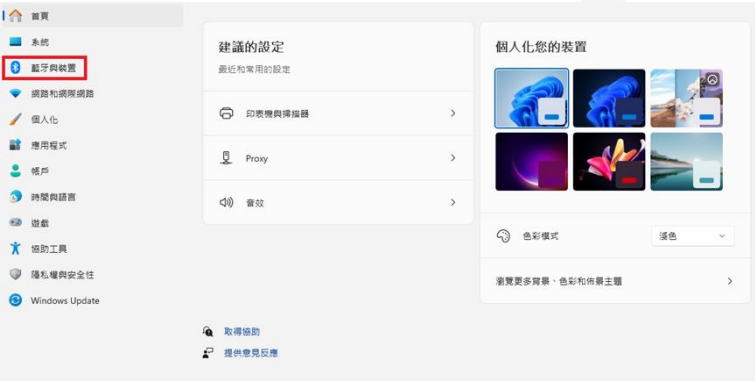 首頁
系統
藍牙與裝置
網路和網際網路
個人化
應用程式
帳戶
時間與語言
遊戲
協助工具
隱私權與安全性
Windows Update
建議的設定
最近和常用的設定
印表機與掃描器
Proxy
音效
取得協助
提供意見反應
個人化您的裝置
色彩模式
淺色
瀏覽更多背景、色彩和佈景主題